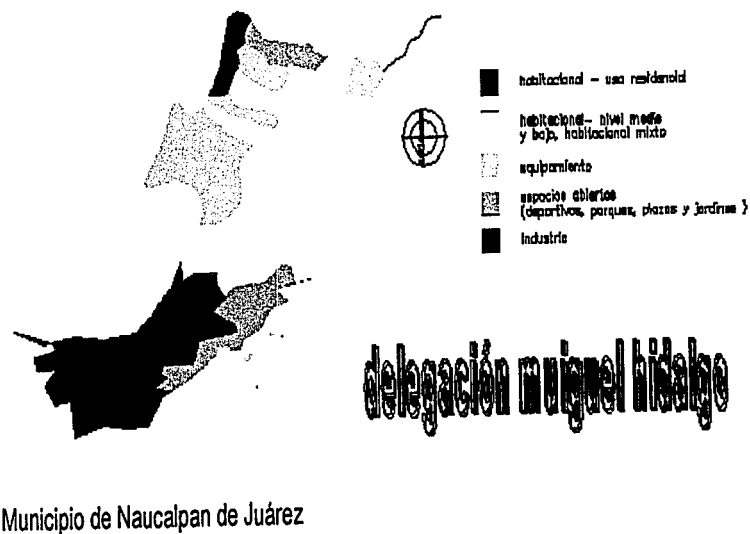 habitacional - uso residencial
habitacional- nivel medio
y bajo, habitacional mixto
equipamiento
espacios abiertos
(deportivos, parques, plazas y jardines )
industria
delegación miguel hidalgo
Municipio de Naucalpan de Juárez